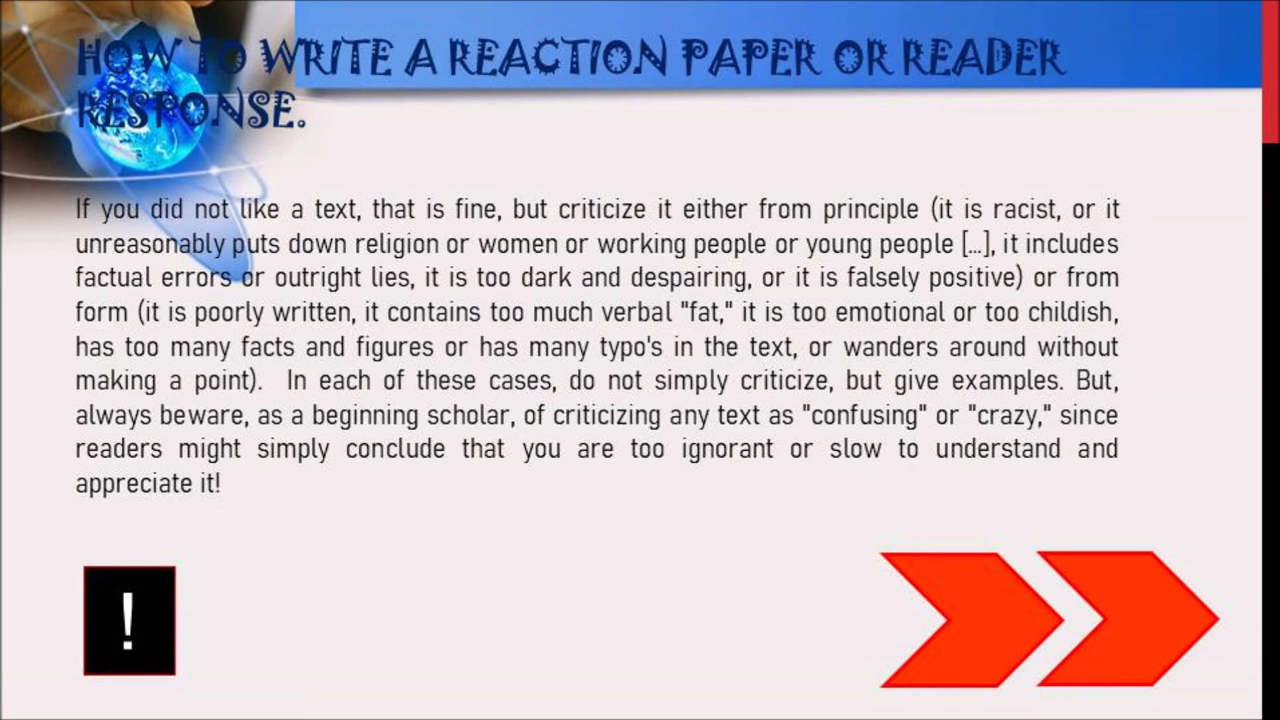 HOW TO WRITE A REACTION PAPER OR READER
RESPONSE.
If you did not like a text, that is fine, but criticize it either from principle (it is racist, or it
unreasonably puts down religion or women or working people or young people [...], it includes
factual errors or outright lies, it is too dark and despairing, or it is falsely positive) or from
form (it is poorly written, it contains too much verbal "fat," it is too emotional or too childish,
has too many facts and figures or has many typo's in the text, or wanders around without
making a point).  In each of these cases, do not simply criticize, but give examples. But,
always beware, as a beginning scholar, of criticizing any text as "confusing" or "crazy," since
readers might simply conclude that you are too ignorant or slow to understand and
appreciate it!
!